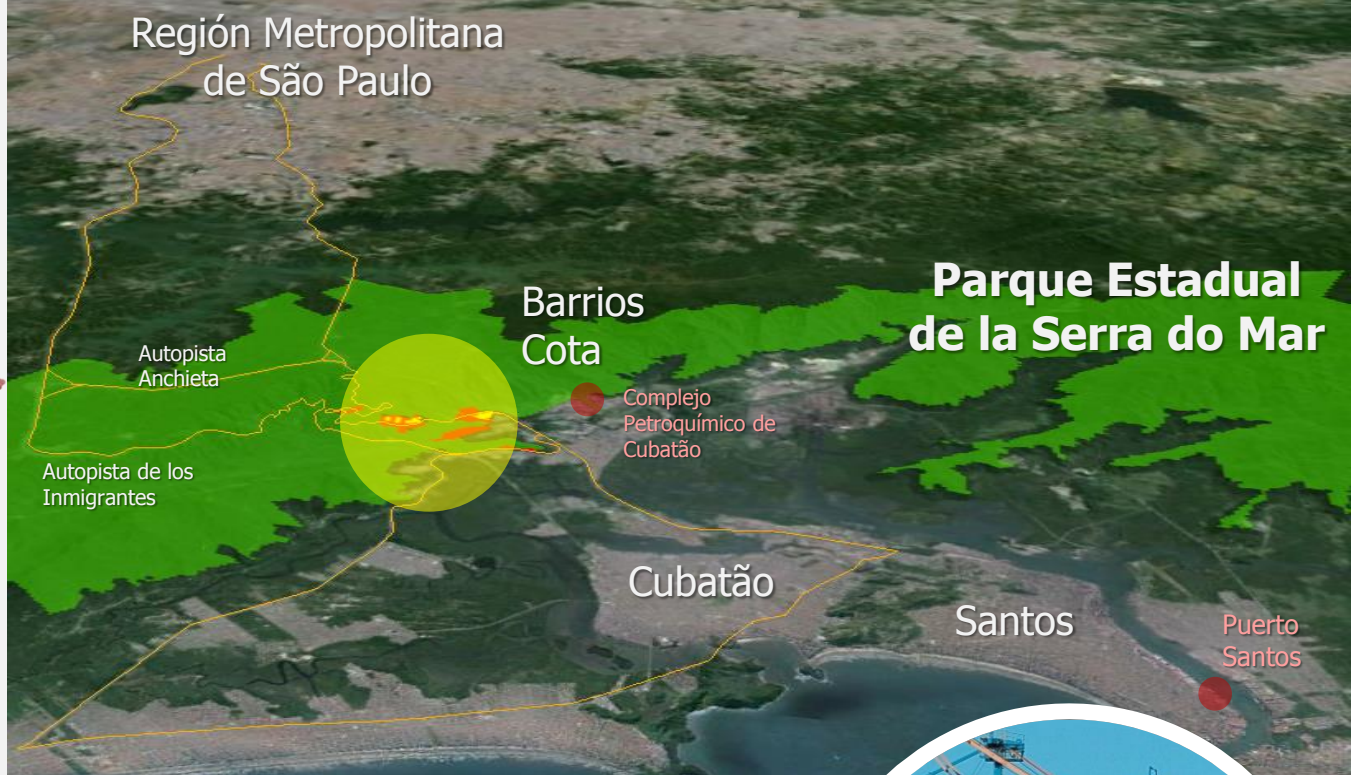 Región Metropolitana
de São Paulo
Parque Estadual
de la Serra do Mar
Barrios
Cota
Autopista
Anchieta
Complejo
Petroquímico de
Cubatão
Autopista de los
Inmigrantes
Cubatão
Santos
Puerto
Santos